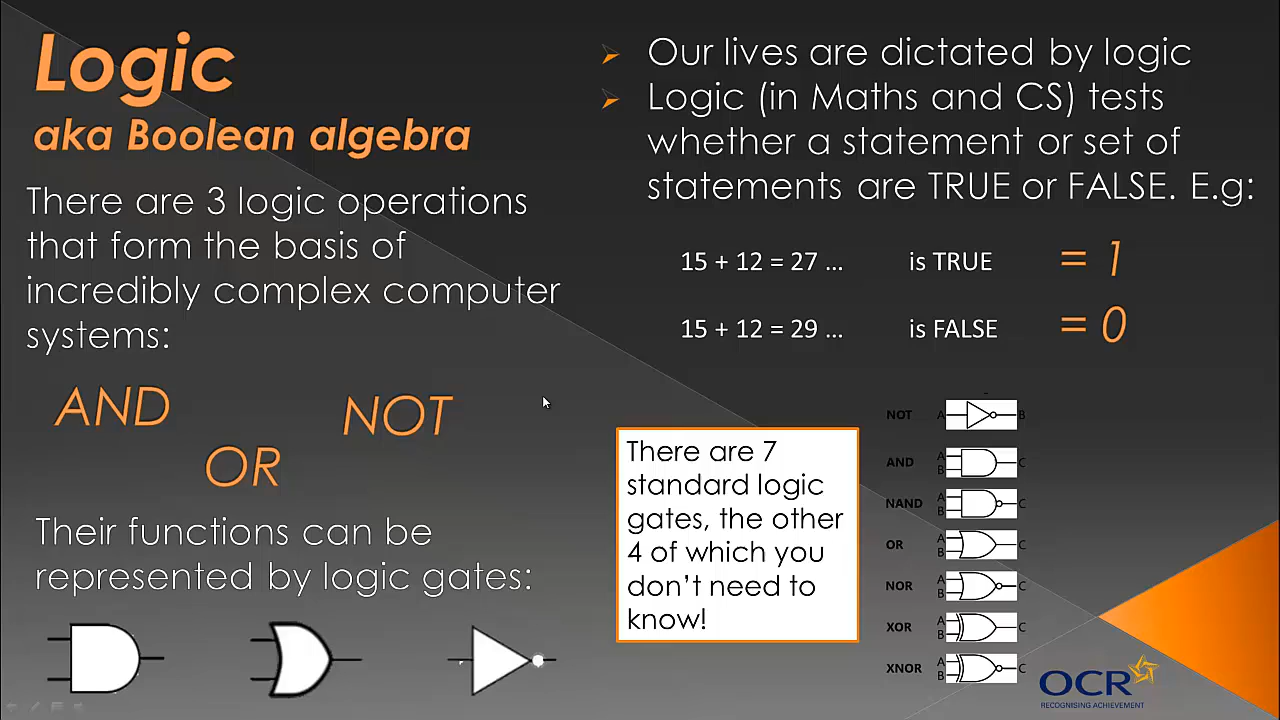 Logic
aka Boolean algebra
There are 3 logic operations
that form the basis of
incredibly complex computer
systems:
AND
NOT
OR
Their functions can be
represented by logic gates:
Our lives are dictated by logic
Logic (in Maths and CS) tests
whether a statement or set of
statements are TRUE or FALSE. E.g:
15 + 12 = 27 ... is TRUE = 1
15 + 12 = 29 ... is FALSE = 0
There are 7
standard logic
gates, the other
4 of which you
don't need to
know!
NOT A B
AND A B C
NAND A B C
OR A B C
NOR A B C
XOR A B C
XNOR A B C
OCR
RECOGNISING ACHIEVEMENT